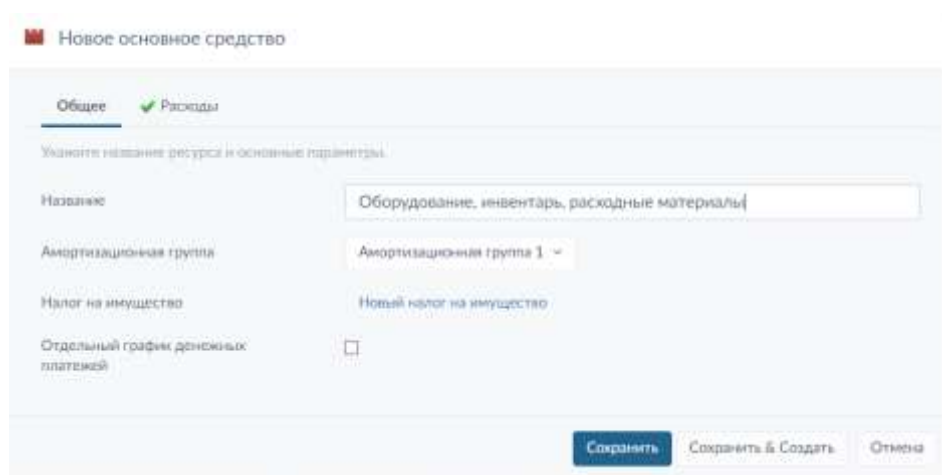 Новое основное средство
Общее
Расходы
Укажите название ресурса и основные параметры.
Название
Оборудование, инвентарь, расходные материалы
Амортизационная группа
Амортизационная группа 1
Налог на имущество
Новый налог на имущество
Отдельный график денежных
платежей
Сохранить
Сохранить & Создать
Отмена